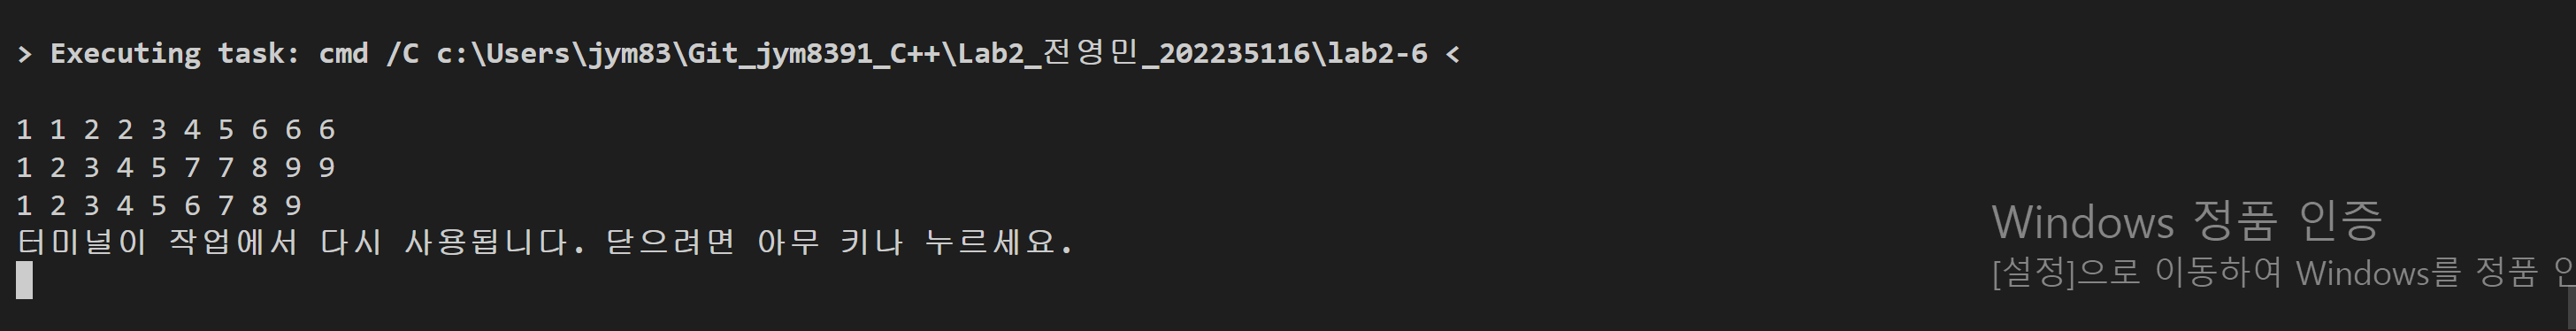 > Executing task: cmd /C c:\Users\jym83\Git_jym8391_C++\Lab2_전영민_202235116\lab2-6 <
1 1 2 2 3 4 5 6 6 6
1 2 3 4 5 7 7 8 9 9
1 2 3 4 5 6 7 8 9
터미널이 작업에서 다시 사용됩니다. 닫으려면 아무 키나 누르세요.
Windows 정품 인증
[설정]으로 이동하여 Windows를 정품